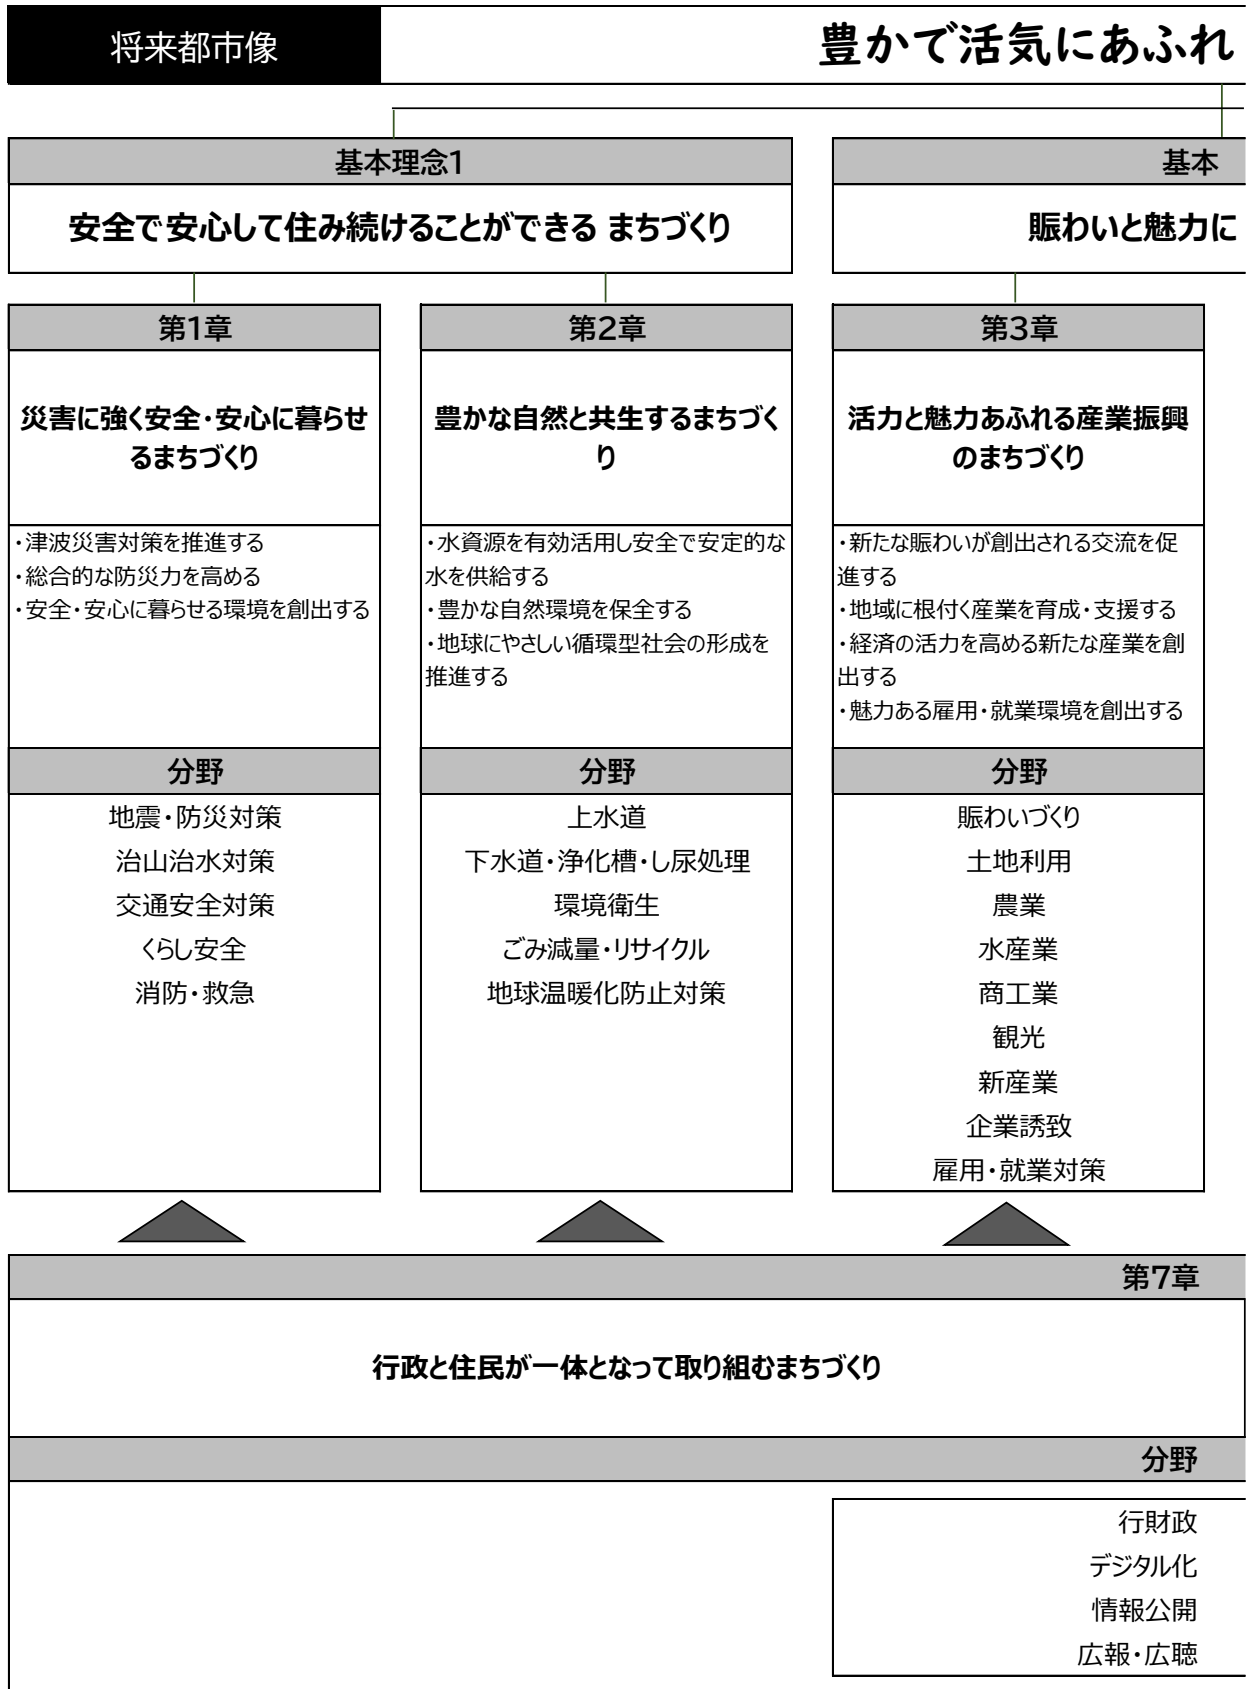 将来都市像
豊かで活気にあふれ
基本理念1
安全で安心して住み続けることができる まちづくり
基本
賑わいと魅力に
第1章
災害に強く安全・安心に暮らせ
るまちづくり
・津波災害対策を推進する
・総合的な防災力を高める
・安全・安心に暮らせる環境を創出する
分野
地震・防災対策
治山治水対策
交通安全対策
くらし安全
消防・救急
第2章
豊かな自然と共生するまちづく
り
・水資源を有効活用し安全で安定的な
水を供給する
・豊かな自然環境を保全する
・地球にやさしい循環型社会の形成を
推進する
分野
上水道
下水道・浄化槽・し尿処理
環境衛生
ごみ減量・リサイクル
地球温暖化防止対策
第3章
活力と魅力あふれる産業振興
のまちづくり
・新たな賑わいが創出される交流を促
進する
・地域に根付く産業を育成・支援する
・経済の活力を高める新たな産業を創
出する
・魅力ある雇用・就業環境を創出する
分野
賑わいづくり
土地利用
農業
水産業
商工業
観光
新産業
企業誘致
雇用・就業対策
第7章
行政と住民が一体となって取り組むまちづくり
分野
行財政
デジタル化
情報公開
広報・広聴